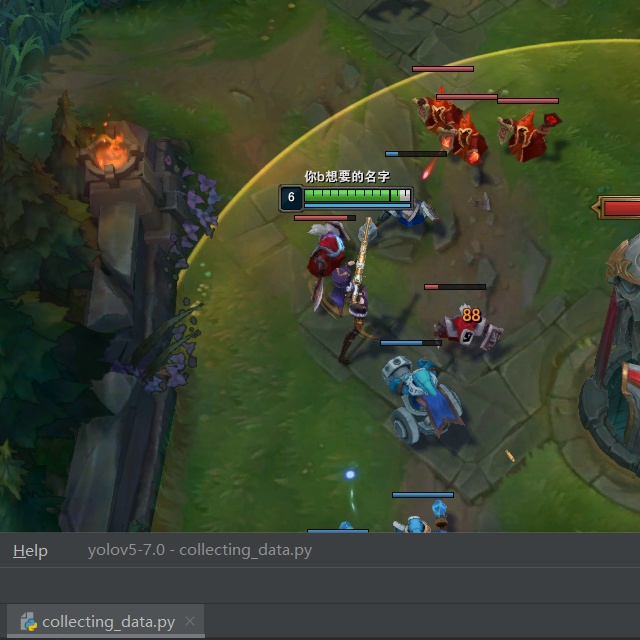 你b想要的名字
6
88
Help yolov5-7.0 - collecting_data.py
collecting_data.py